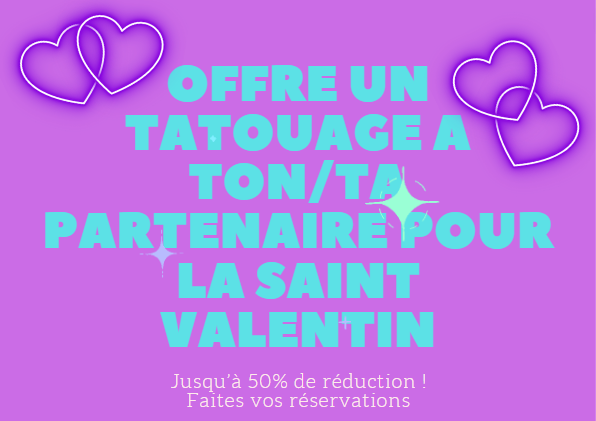 OFFRE UN
TATOUAGE A
TON/TA
PARTENAIRE POUR
LA SAINT
VALENTIN
Jusqu'à 50% de réduction !
Faites vos réservations